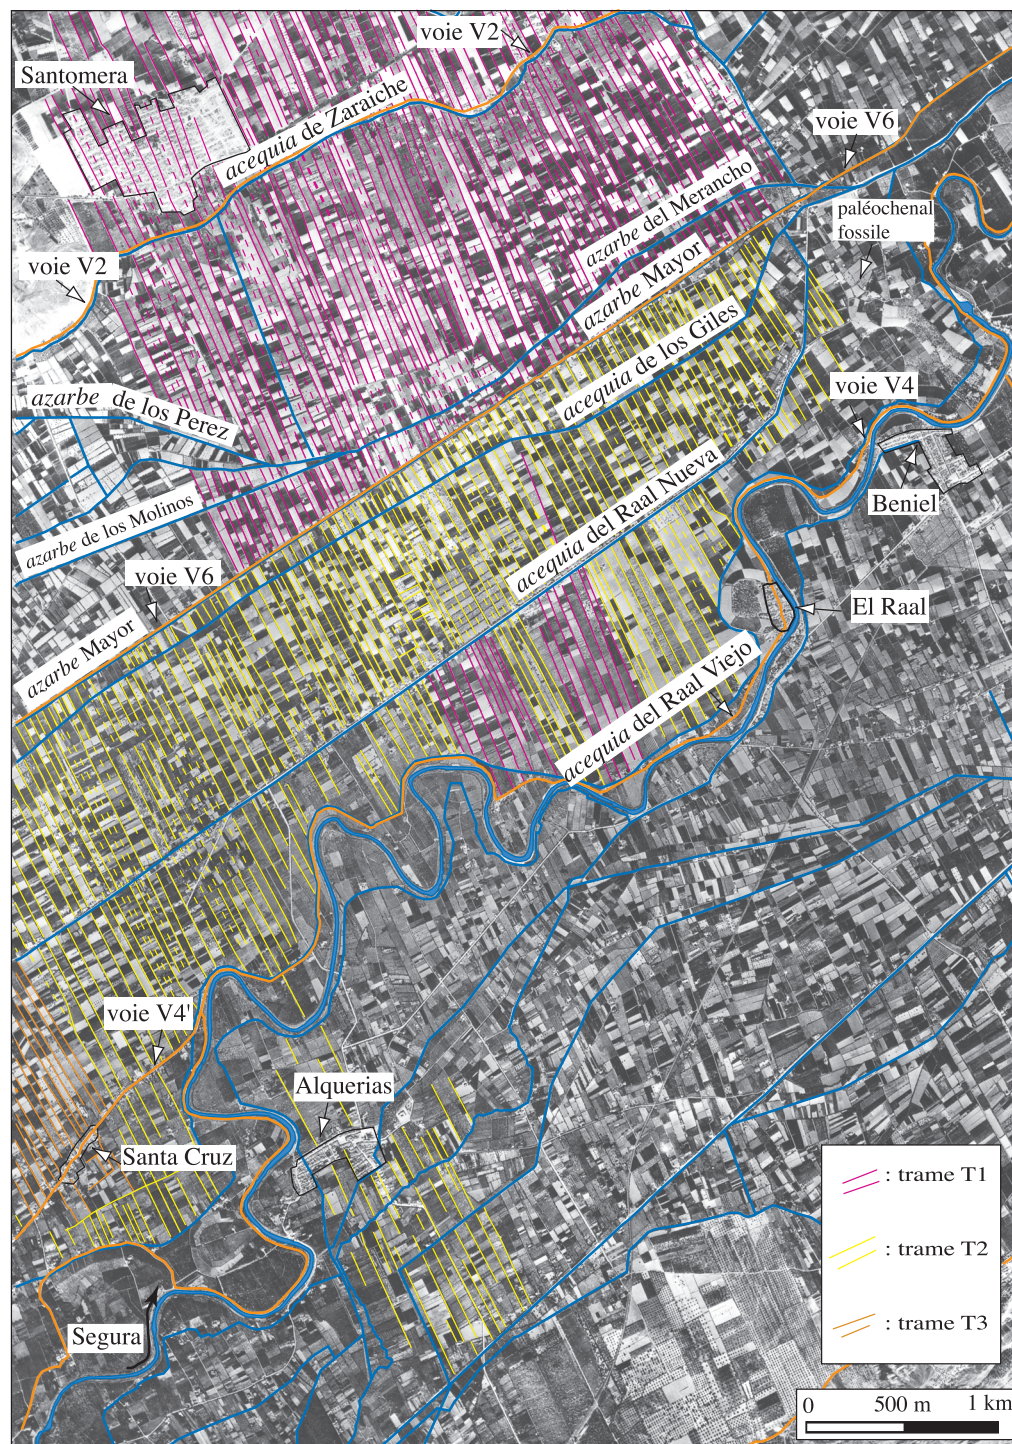 voie V2
Santomera
acequia de Zaraiche
voie V6
azarbe del Merancho
paléochenal
fossile
voie V2
azarbe Mayor
acequia de los Giles
voie V4
azarbe de los Perez
acequia del Raal Nueva
Beniel
azarbe de los Molinos
voie V6
El Raal
azarbe Mayor
acequia del Raal Viejo
voie V4'
Alquerias
Santa Cruz
Segura
: trame T1
: trame T2
: trame T3
0 500 m 1 km